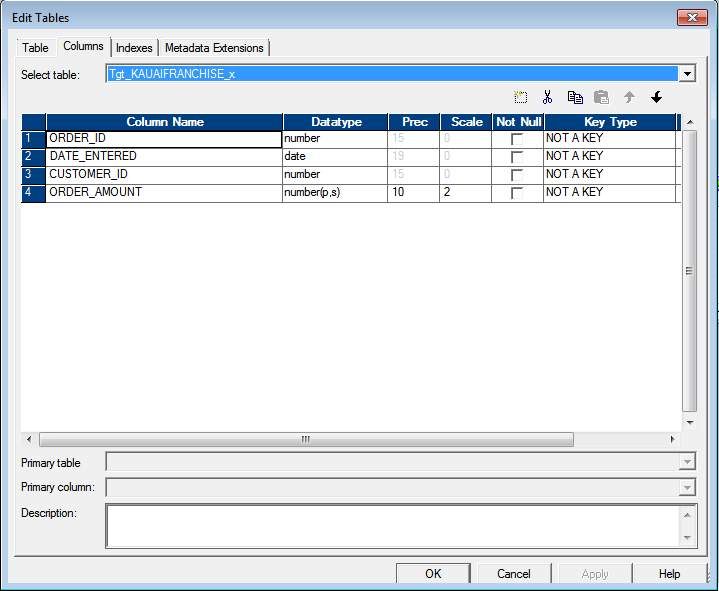 Edit Tables
Table Columns Indexes Metadata Extensions
Select table: Tgt_KAUAIFRANCHISE_x
Column Name Datatype Prec Scale Not Null Key Type
1 ORDER_ID number 15 0 NOT A KEY
2 DATE_ENTERED date 19 0 NOT A KEY
3 CUSTOMER_ID number 15 0 NOT A KEY
4 ORDER_AMOUNT number(p,s) 10 2 NOT A KEY
Primary table
Primary column:
Description:
OK Cancel Apply Help